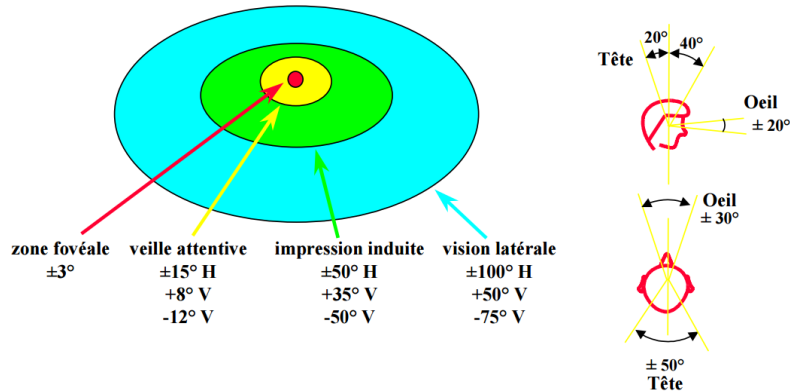 20°
40°
Tête
Oeil
± 20°
zone fovéale
±3°
veille attentive
±15° H
+8° V
-12° V
impression induite
±50° H
+35° V
-50° V
vision latérale
±100° H
+50° V
-75° V
Oeil
± 30°
± 50°
Tête